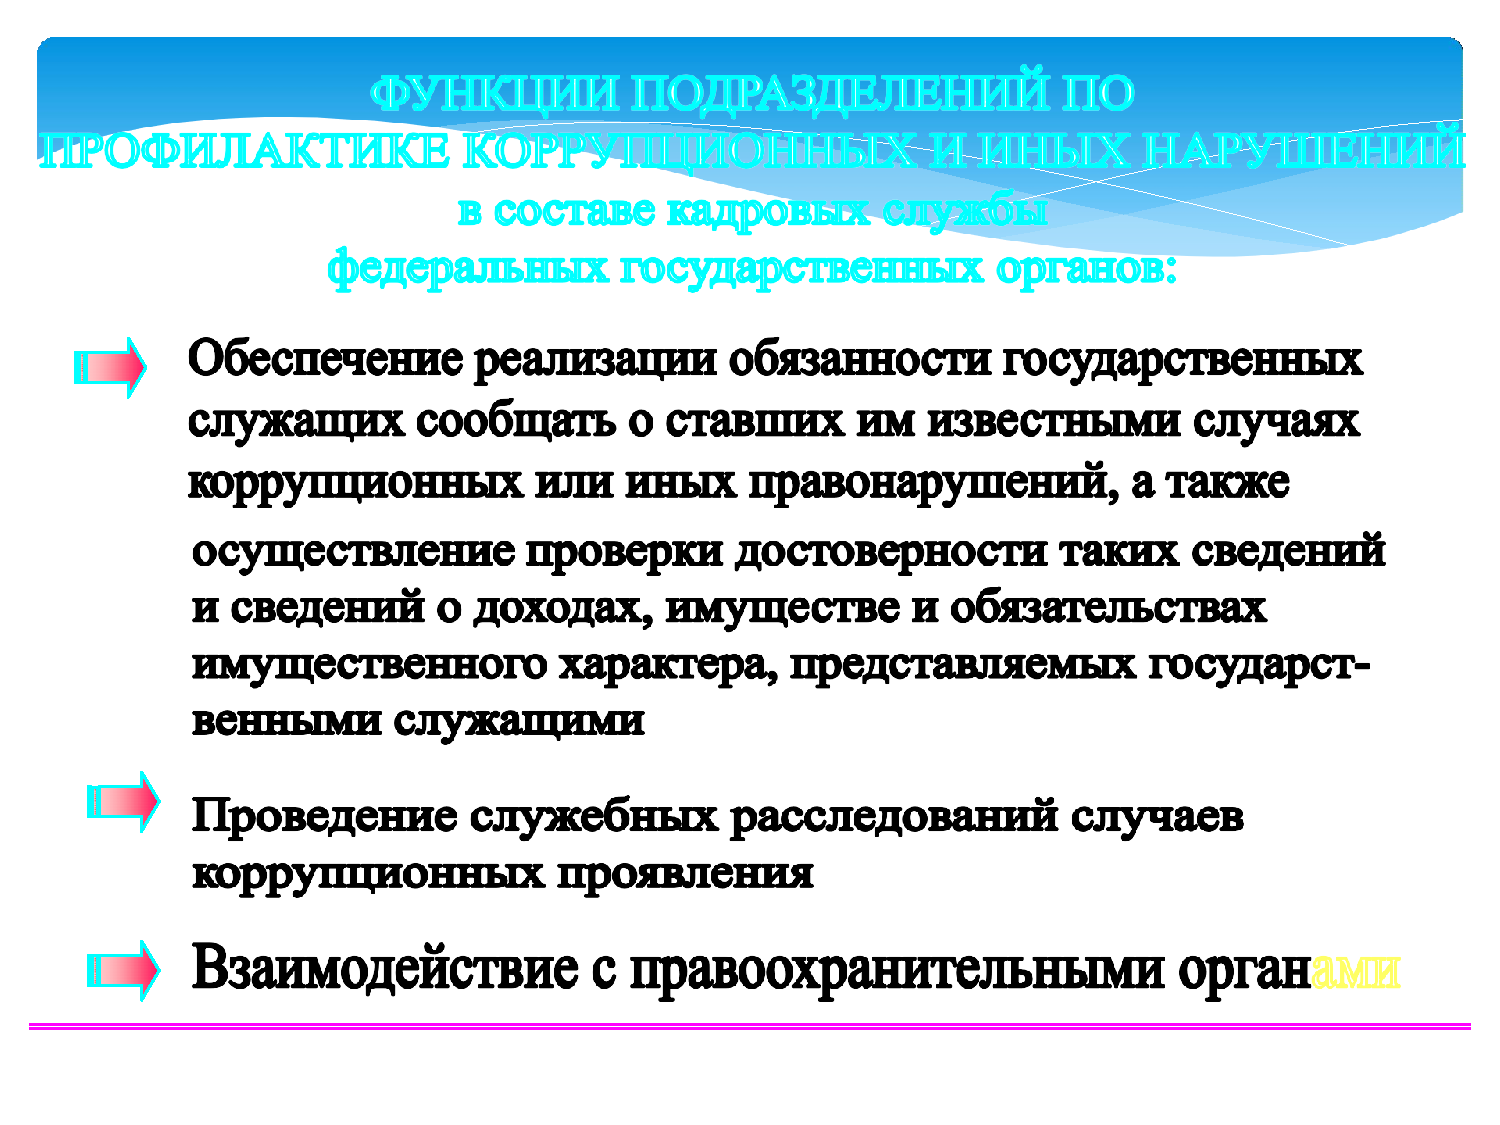 ФУНКЦИИ ПОДРАЗДЕЛЕНИЙ ПО
ПРОФИЛАКТИКЕ КОРРУПЦИОННЫХ И ИНЫХ НАРУШЕНИЙ
в составе кадровых службы
федеральных государственных органов:
Обеспечение реализации обязанности государственных
служащих сообщать о ставших им известными случаях
коррупционных или иных правонарушений, а также
осуществление проверки достоверности таких сведений
и сведений о доходах, имуществе и обязательствах
имущественного характера, представляемых государст-
венными служащими
Проведение служебных расследований случаев
коррупционных проявления
Взаимодействие с правоохранительными органами